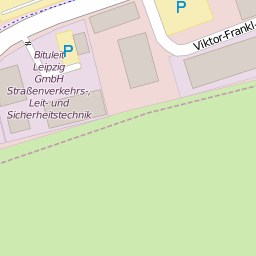 P
P
Viktor-Frankl-
Bituleit
Leipzig
GmbH
Straßenverkehrs-,
Leit- und
Sicherheitstechnik